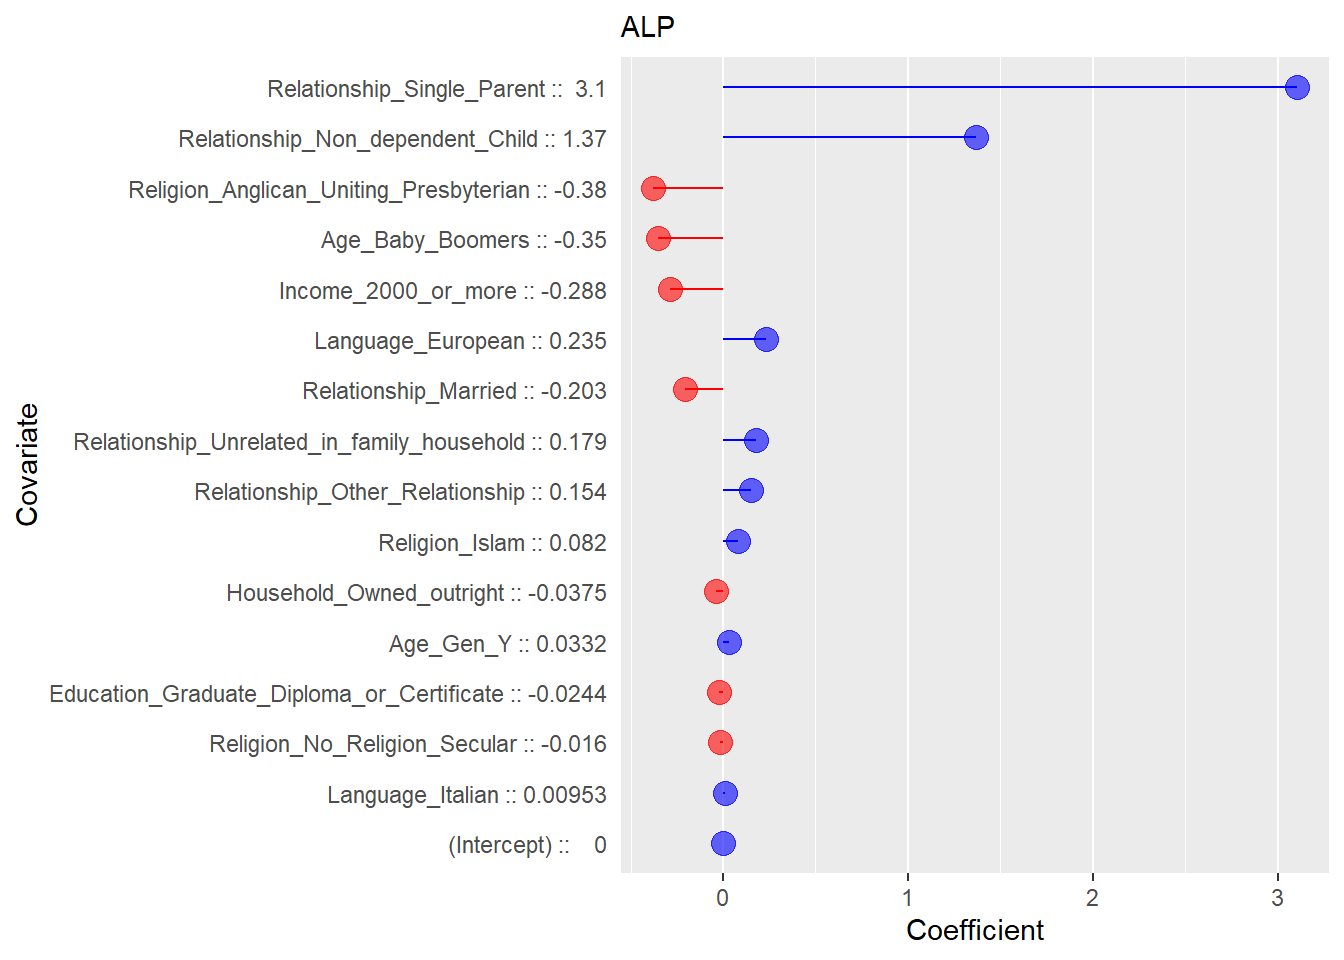 ALP
Relationship_Single_Parent ::  3.1
Relationship_Non_dependent_Child :: 1.37
Religion_Anglican_Uniting_Presbyterian :: -0.38
Age_Baby_Boomers :: -0.35
Income_2000_or_more :: -0.288
Language_European :: 0.235
Relationship_Married :: -0.203
Relationship_Unrelated_in_family_household :: 0.179
Relationship_Other_Relationship :: 0.154
Religion_Islam :: 0.082
Household_Owned_outright :: -0.0375
Age_Gen_Y :: 0.0332
Education_Graduate_Diploma_or_Certificate :: -0.0244
Religion_No_Religion_Secular :: -0.016
Language_Italian :: 0.00953
(Intercept) ::    0
Covariate
0 1 2 3
Coefficient